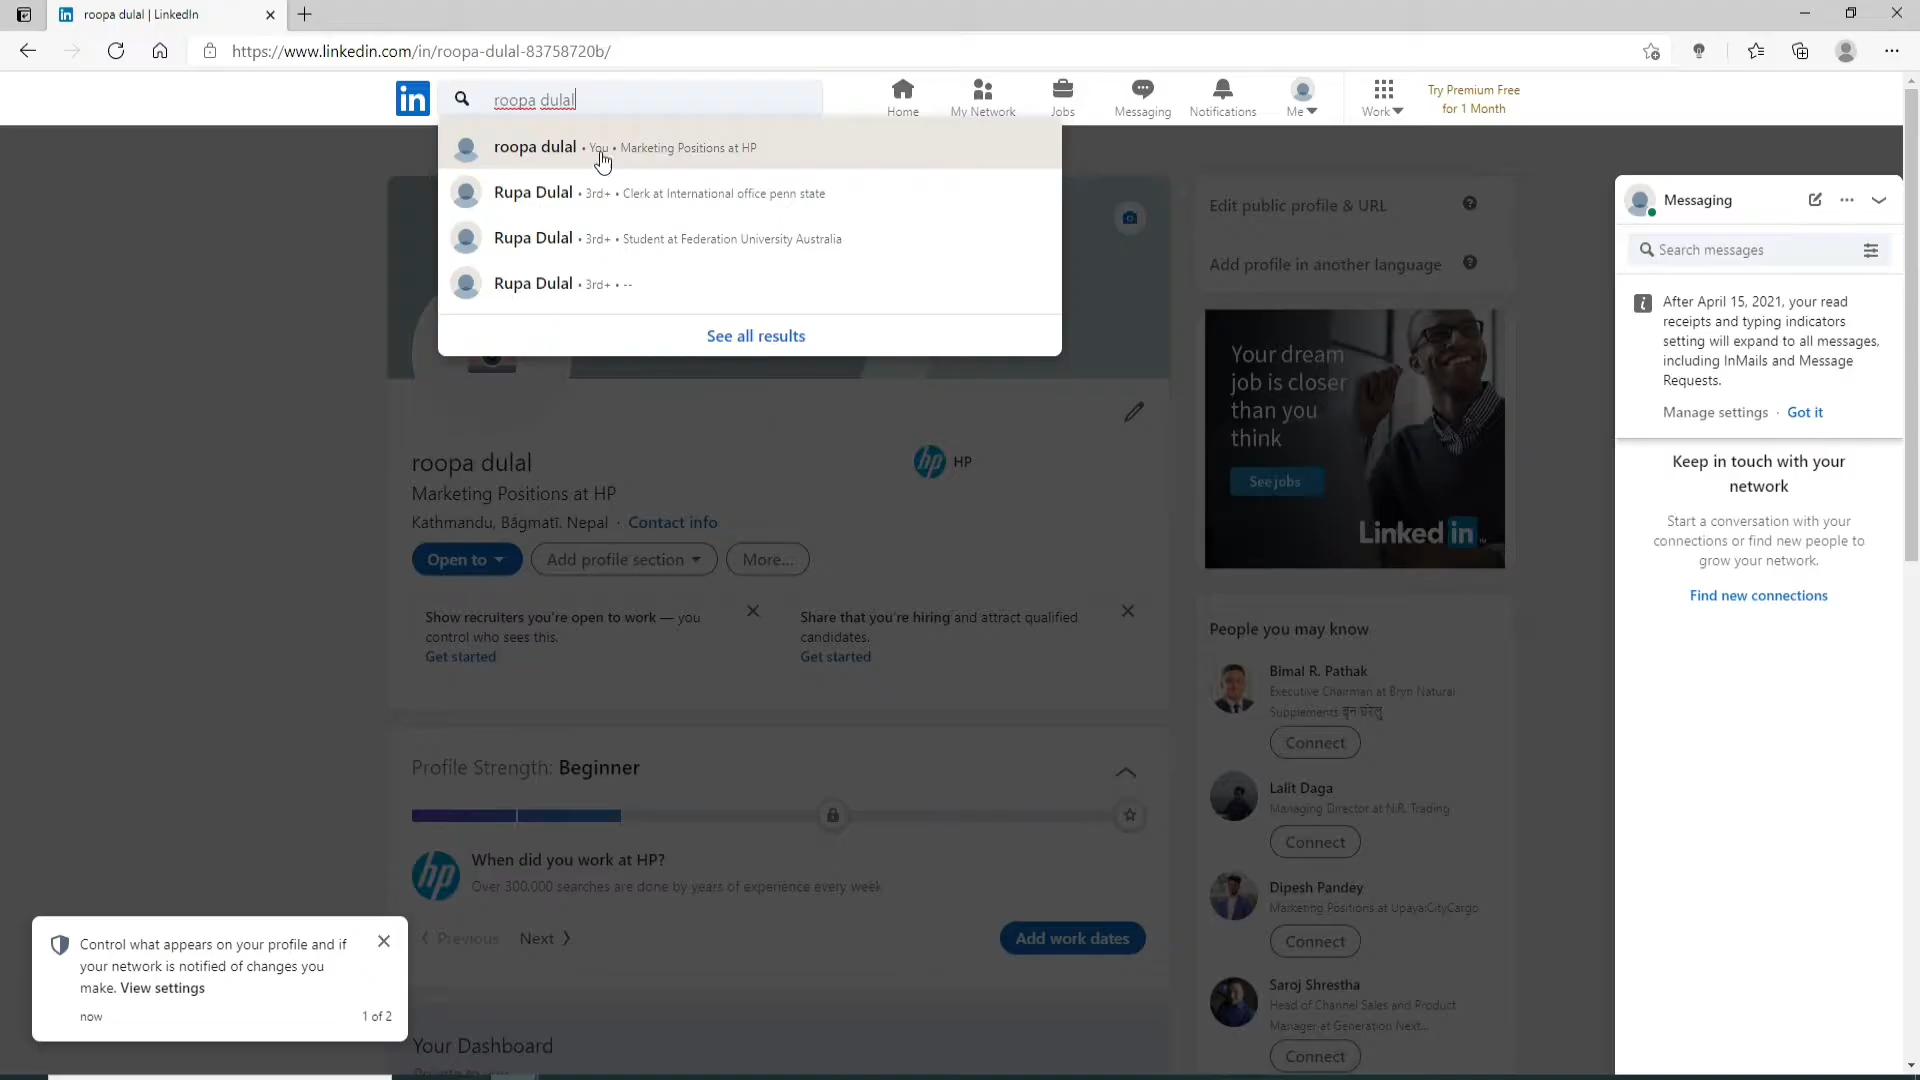 roopa dulal | LinkedIn
https://www.linkedin.com/in/roopa-dulal-83758720b/
in
roopa dulal
Home
My Network
Jobs
Messaging
Notifications
Me
Work
Try Premium Free
for 1 Month
roopa dulal • You • Marketing Positions at HP
Rupa Dulal • 3rd+ • Clerk at International office penn state
Rupa Dulal • 3rd+ • Student at Federation University Australia
Rupa Dulal • 3rd+ • --
See all results
roopa dulal
Marketing Positions at HP
Kathmandu, Bāgmatī, Nepal · Contact info
hp HP
Open to
Add profile section
More...
Show recruiters you're open to work — you
control who sees this.
Get started
Share that you're hiring and attract qualified
candidates.
Get started
Profile Strength: Beginner
hp
When did you work at HP?
Over 300,000 searches are done by years of experience every week
Previous
Next
Add work dates
Your Dashboard
Edit public profile & URL
Add profile in another language
Your dream
job is closer
than you
think
See jobs
Linked in
People you may know
Bimal R. Pathak
Executive Chairman at Bryn Natural
Supplements बृन घरेलु
Connect
Lalit Daga
Managing Director at N.R. Trading
Connect
Dipesh Pandey
Marketing Positions at Upaya:CityCargo
Connect
Saroj Shrestha
Head of Channel Sales and Product
Manager at Generation Next...
Connect
Messaging
Search messages
After April 15, 2021, your read
receipts and typing indicators
setting will expand to all messages,
including InMails and Message
Requests.
Manage settings · Got it
Keep in touch with your
network
Start a conversation with your
connections or find new people to
grow your network.
Find new connections
Control what appears on your profile and if
your network is notified of changes you
make. View settings
now
1 of 2